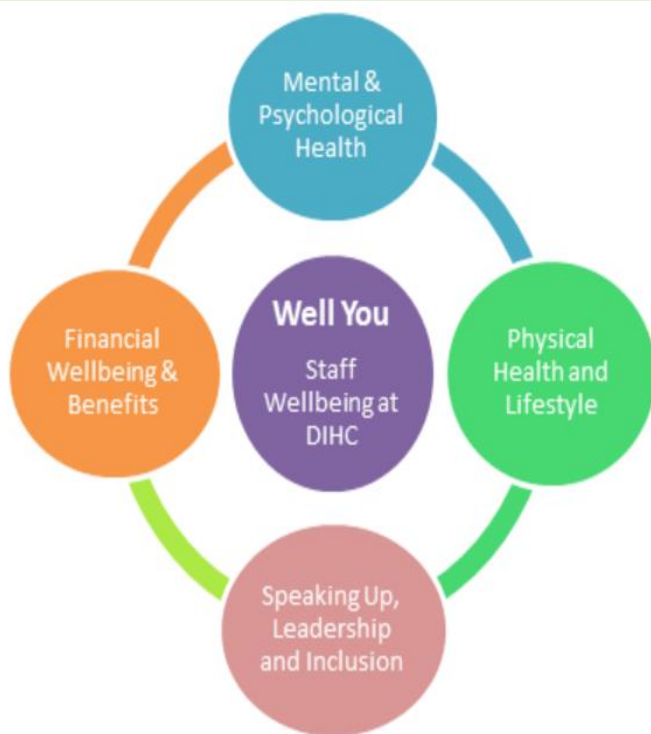 Mental &
Psychological
Health
Financial
Wellbeing &
Benefits
Well You
Staff
Wellbeing at
DIHC
Physical
Health and
Lifestyle
Speaking Up,
Leadership
and Inclusion